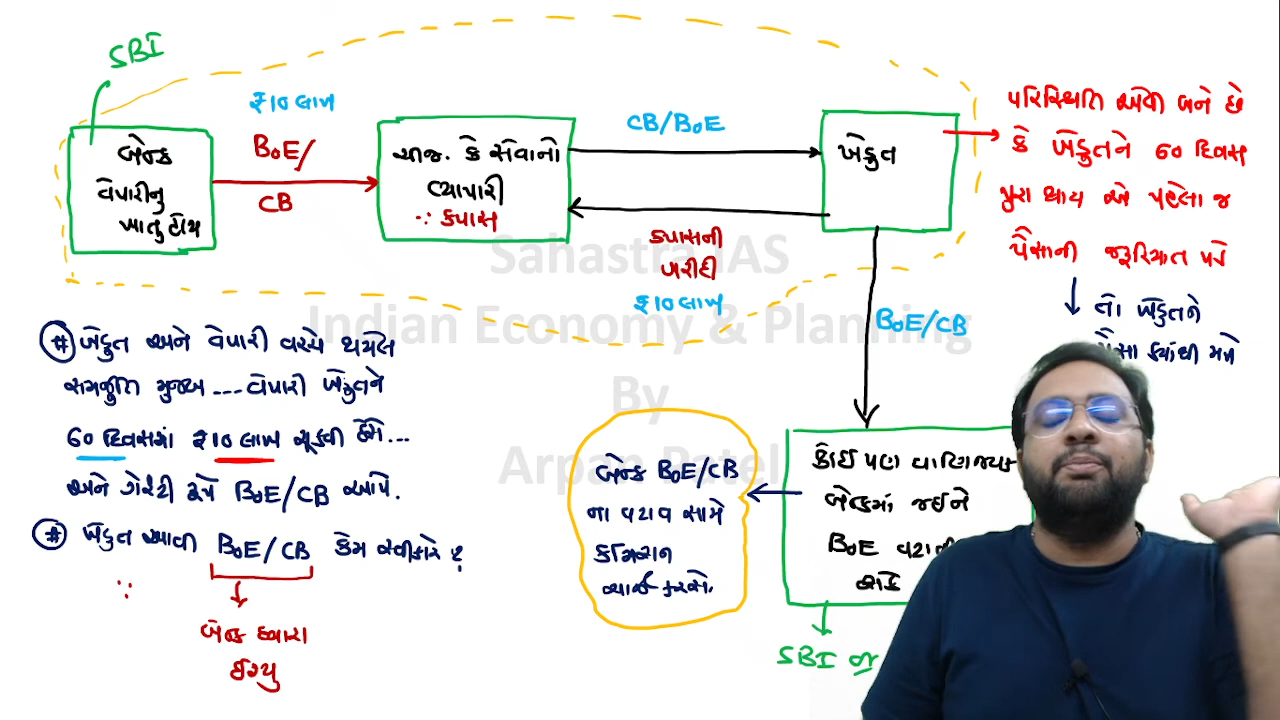 SBI
બેન્ક
વેપારીનુ
ખાતુ હોય
₹10 લાખ
BoE/
CB
ચીજ. કે સેવાનો
વ્યાપારી
∵ કપાસ
CB/BoE
ખેડૂત
કપાસની
ખરીદી
₹10 લાખ
પરિસ્થિતિ એવી બને છે
કે ખેડૂતને 60 દિવસ
પુરા થાય એ પહેલા જ
પૈસાની જરૂરિયાત પડે
તો ખેડૂતને
પૈસા ક્યાંથી મળે
BoE/CB
Sahastra IAS
Indian Economy & Planning
By
Arpan Patel
# ખેડૂત અને વેપારી વચ્ચે થયેલ
સમજૂતિ મુજબ ... વેપારી ખેડૂતને
60 દિવસમાં ₹10 લાખ ચૂકવી દેશે...
અને ગેરંટી રૂપે BoE/CB આપે.
# ખેડૂત આવી BoE/CB કેમ સ્વીકારે ?
∵
બેન્ક દ્વારા
ઈશ્યુ
બેન્ક BoE/CB
ના વટાવ સામે
કમિશન
ચાર્જ કરશે.
કોઈ પણ વાણિજ્ય
બેન્કમાં જઈને
BoE
શકે
SBI જ